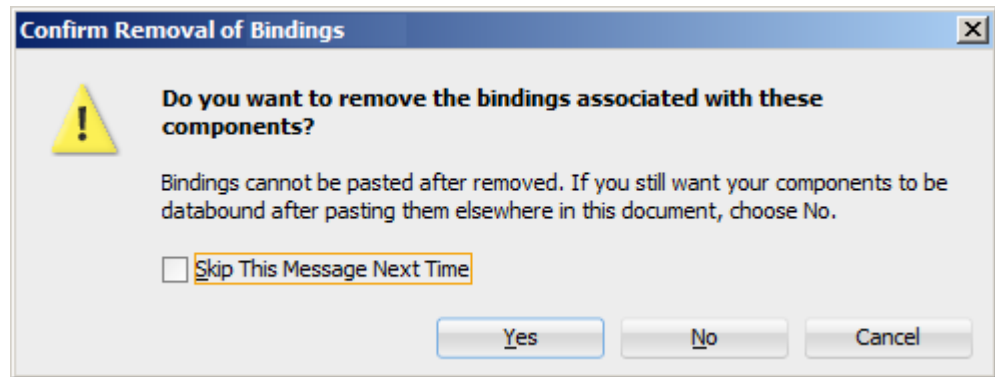 Confirm Removal of Bindings
Do you want to remove the bindings associated with these
components?
Bindings cannot be pasted after removed. If you still want your components to be
databound after pasting them elsewhere in this document, choose No.
Skip This Message Next Time
Yes No Cancel